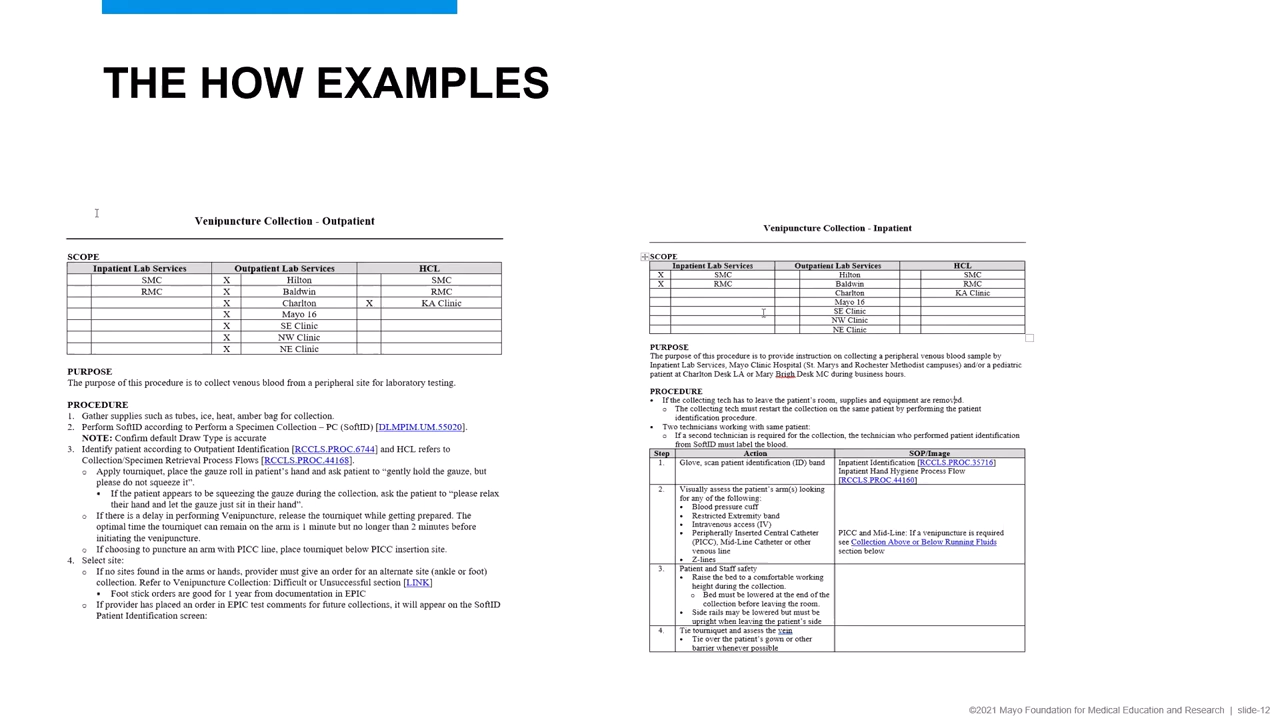 THE HOW EXAMPLES
Venipuncture Collection - Outpatient
SCOPE
Inpatient Lab Services Outpatient Lab Services HCL
SMC X Hilton SMC
RMC X Baldwin RMC
X Charlton X KA Clinic
X Mayo 16
X SE Clinic
X NW Clinic
X NE Clinic
PURPOSE
The purpose of this procedure is to collect venous blood from a peripheral site for laboratory testing.
PROCEDURE
1. Gather supplies such as tubes, ice, heat, amber bag for collection.
2. Perform SoftID according to Perform a Specimen Collection – PC (SoftID) [DLMPIM.UM.55020].
NOTE: Confirm default Draw Type is accurate
3. Identify patient according to Outpatient Identification [RCCLS.PROC.6744] and HCL refers to
Collection/Specimen Retrieval Process Flows [RCCLS.PROC.44168].
o Apply tourniquet, place the gauze roll in patient's hand and ask patient to “gently hold the gauze, but
please do not squeeze it”.
• If the patient appears to be squeezing the gauze during the collection, ask the patient to “please relax
their hand and let the gauze just sit in their hand”.
o If there is a delay in performing Venipuncture, release the tourniquet while getting prepared. The
optimal time the tourniquet can remain on the arm is 1 minute but no longer than 2 minutes before
initiating the venipuncture.
o If choosing to puncture an arm with PICC line, place tourniquet below PICC insertion site.
4. Select site:
o If no sites found in the arms or hands, provider must give an order for an alternate site (ankle or foot)
collection. Refer to Venipuncture Collection: Difficult or Unsuccessful section [LINK]
• Foot stick orders are good for 1 year from documentation in EPIC
o If provider has placed an order in EPIC test comments for future collections, it will appear on the SoftID
Patient Identification screen:
Venipuncture Collection - Inpatient
SCOPE
Inpatient Lab Services Outpatient Lab Services HCL
X SMC Hilton SMC
X RMC Baldwin RMC
Charlton KA Clinic
Mayo 16
SE Clinic
NW Clinic
NE Clinic
PURPOSE
The purpose of this procedure is to provide instruction on collecting a peripheral venous blood sample by
Inpatient Lab Services, Mayo Clinic Hospital (St. Marys and Rochester Methodist campuses) and/or a pediatric
patient at Charlton Desk LA or Mary Brigh Desk MC during business hours.
PROCEDURE
• If the collecting tech has to leave the patient's room, supplies and equipment are removed.
o The collecting tech must restart the collection on the same patient by performing the patient
identification procedure.
• Two technicians working with same patient:
o If a second technician is required for the collection, the technician who performed patient identification
from SoftID must label the blood.
Step Action SOP/Image
1. Glove, scan patient identification (ID) band
Inpatient Identification [RCCLS.PROC.35716]
Inpatient Hand Hygiene Process Flow
[RCCLS.PROC.44160]
2. Visually assess the patient's arm(s) looking
for any of the following:
• Blood pressure cuff
• Restricted Extremity band
• Intravenous access (IV)
• Peripherally Inserted Central Catheter
(PICC), Mid-Line Catheter or other
venous line
• Z-lines
PICC and Mid-Line: If a venipuncture is required
see Collection Above or Below Running Fluids
section below
3. Patient and Staff safety
• Raise the bed to a comfortable working
height during the collection.
o Bed must be lowered at the end of the
collection before leaving the room.
• Side rails may be lowered but must be
upright when leaving the patient's side
4. Tie tourniquet and assess the vein
• Tie over the patient's gown or other
barrier whenever possible
©2021 Mayo Foundation for Medical Education and Research | slide-12